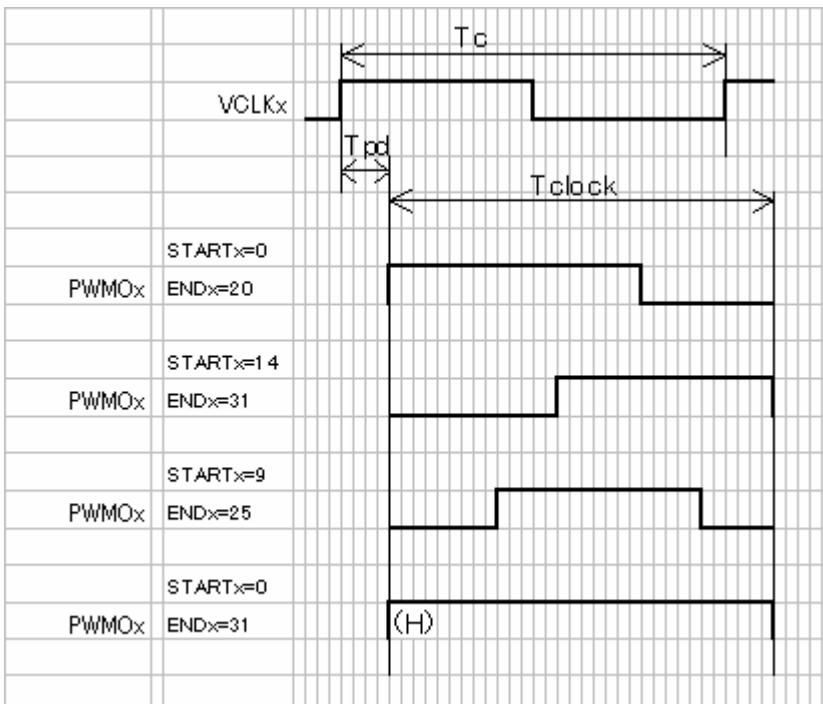 Tc
VCLKx
Tpd
Tclock
STARTx=0
PWMOx ENDx=20
STARTx=14
PWMOx ENDx=31
STARTx=9
PWMOx ENDx=25
STARTx=0
PWMOx ENDx=31 (H)